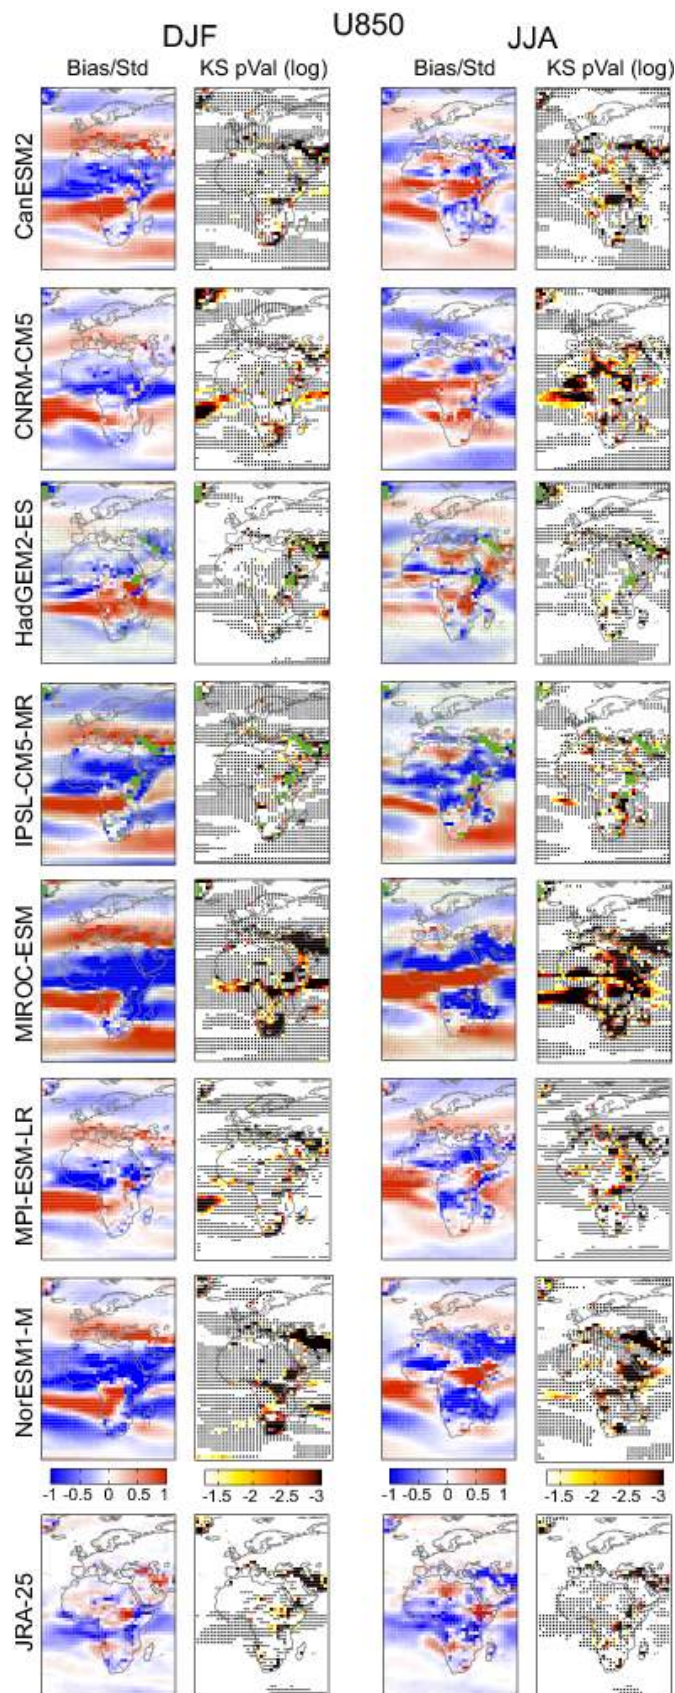 U850
DJF JJA
Bias/Std KS pVal (log) Bias/Std KS pVal (log)
CanESM2
CNRM-CM5
HadGEM2-ES
IPSL-CM5-MR
MIROC-ESM
MPI-ESM-LR
NorESM1-M
-1 -0.5 0 0.5 1 -1.5 -2 -2.5 -3 -1 -0.5 0 0.5 1 -1.5 -2 -2.5 -3
JRA-25